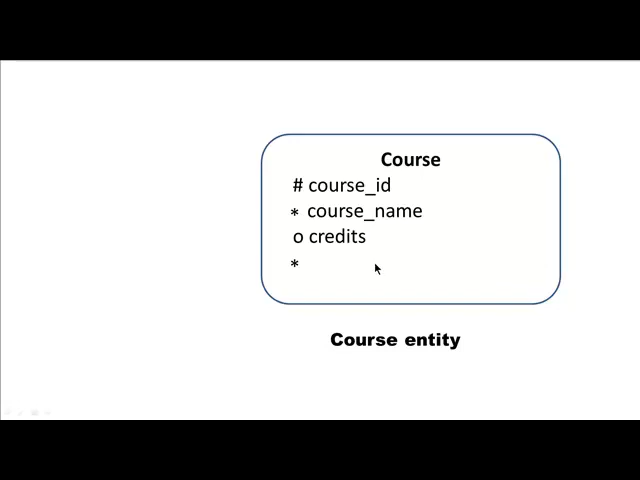 Course
# course_id
* course_name
o credits
*
Course entity